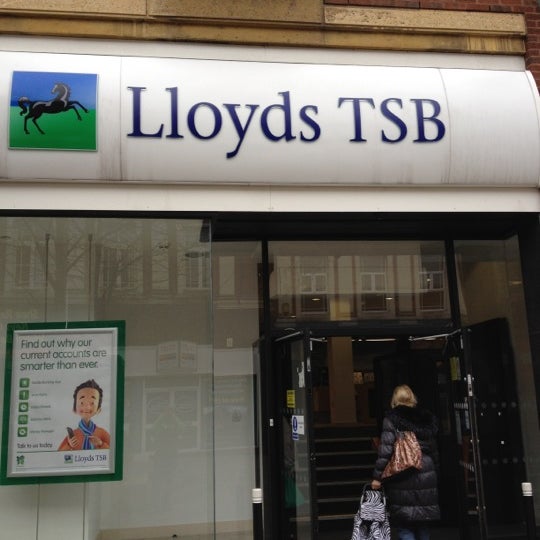 Lloyds TSB
Find out why our
current accounts are
smarter than ever.
Talk to us today.
Lloyds TSB